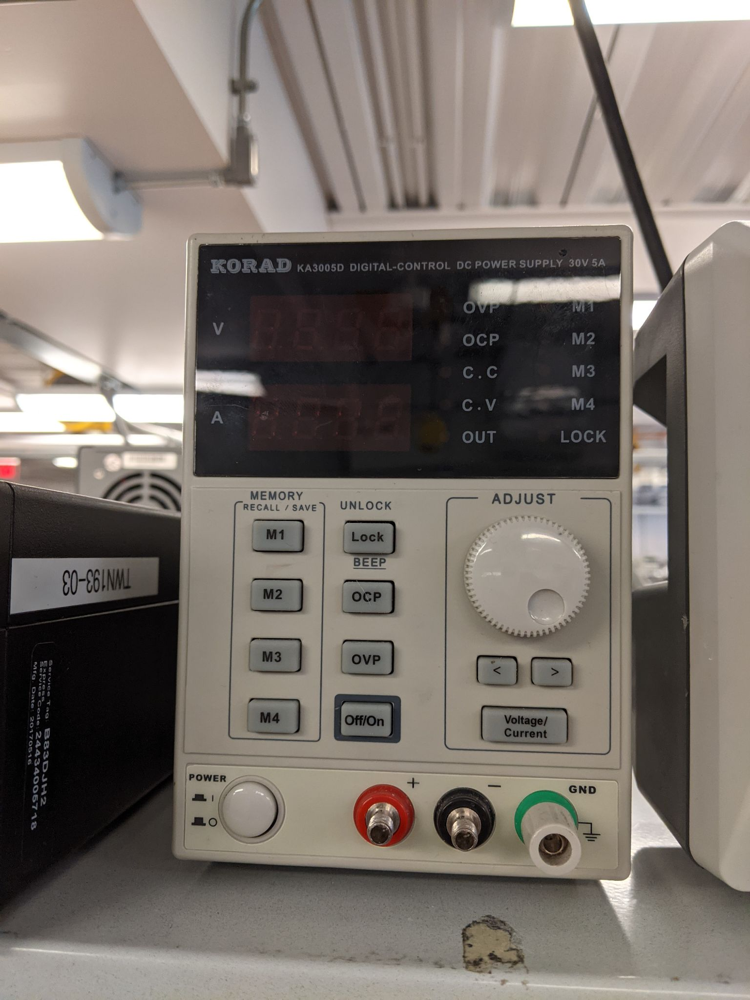 KORAD KA3005D DIGITAL-CONTROL DC POWER SUPPLY 30V 5A
V
A
OVP M1
OCP M2
C.C M3
C.V M4
OUT LOCK
MEMORY
RECALL / SAVE
M1
M2
M3
M4
UNLOCK
Lock
BEEP
OCP
OVP
Off/On
ADJUST
<
>
Voltage/
Current
POWER
I
O
+
−
GND
TWN193-03
Service Tag: B83DJH2
Express
Service Code: 24434006718
Mfg. Date: 20170516